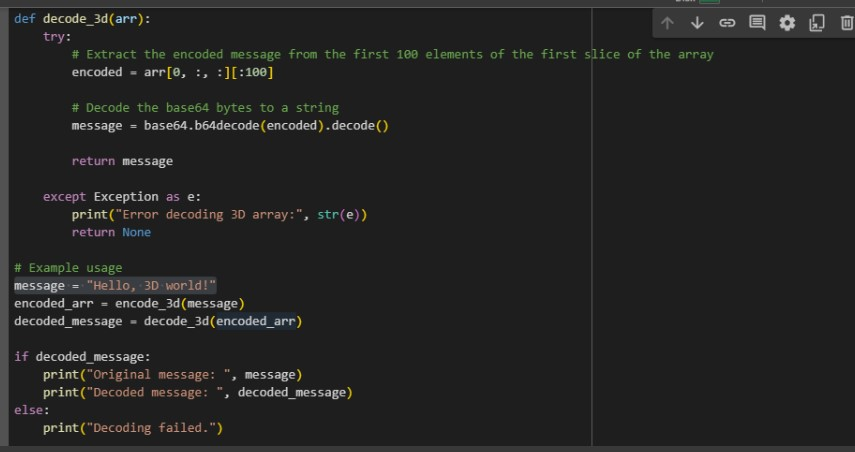 def decode_3d(arr):
    try:
        # Extract the encoded message from the first 100 elements of the first slice of the array
        encoded = arr[0, :, :][:100]

        # Decode the base64 bytes to a string
        message = base64.b64decode(encoded).decode()

        return message

    except Exception as e:
        print("Error decoding 3D array:", str(e))
        return None

# Example usage
message = "Hello, 3D world!"
encoded_arr = encode_3d(message)
decoded_message = decode_3d(encoded_arr)

if decoded_message:
    print("Original message: ", message)
    print("Decoded message: ", decoded_message)
else:
    print("Decoding failed.")